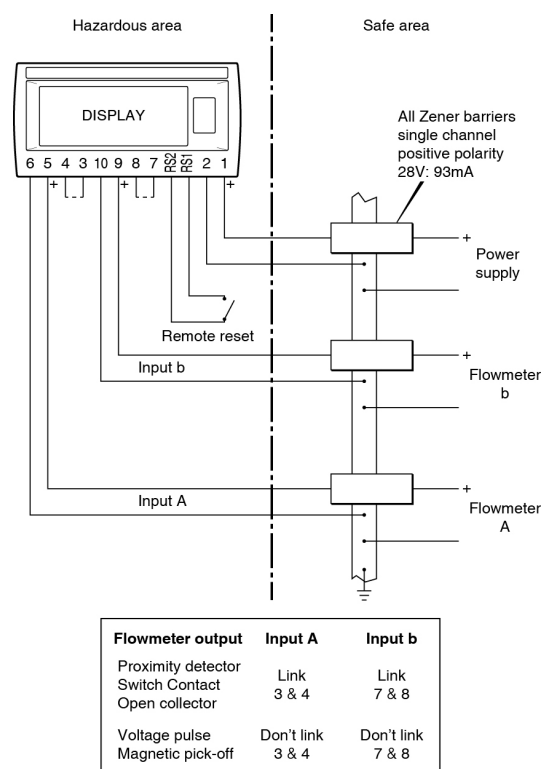 Hazardous area
Safe area
DISPLAY
6 5 4 3 10 9 8 7 RS2 RS1 2 1
+ + +
All Zener barriers
single channel
positive polarity
28V: 93mA
+
Power
supply
Remote reset
Input b
+
Flowmeter
b
Input A
+
Flowmeter
A
Flowmeter output Input A Input b
Proximity detector
Switch Contact
Open collector
Link
3 & 4
Link
7 & 8
Voltage pulse
Magnetic pick-off
Don't link
3 & 4
Don't link
7 & 8